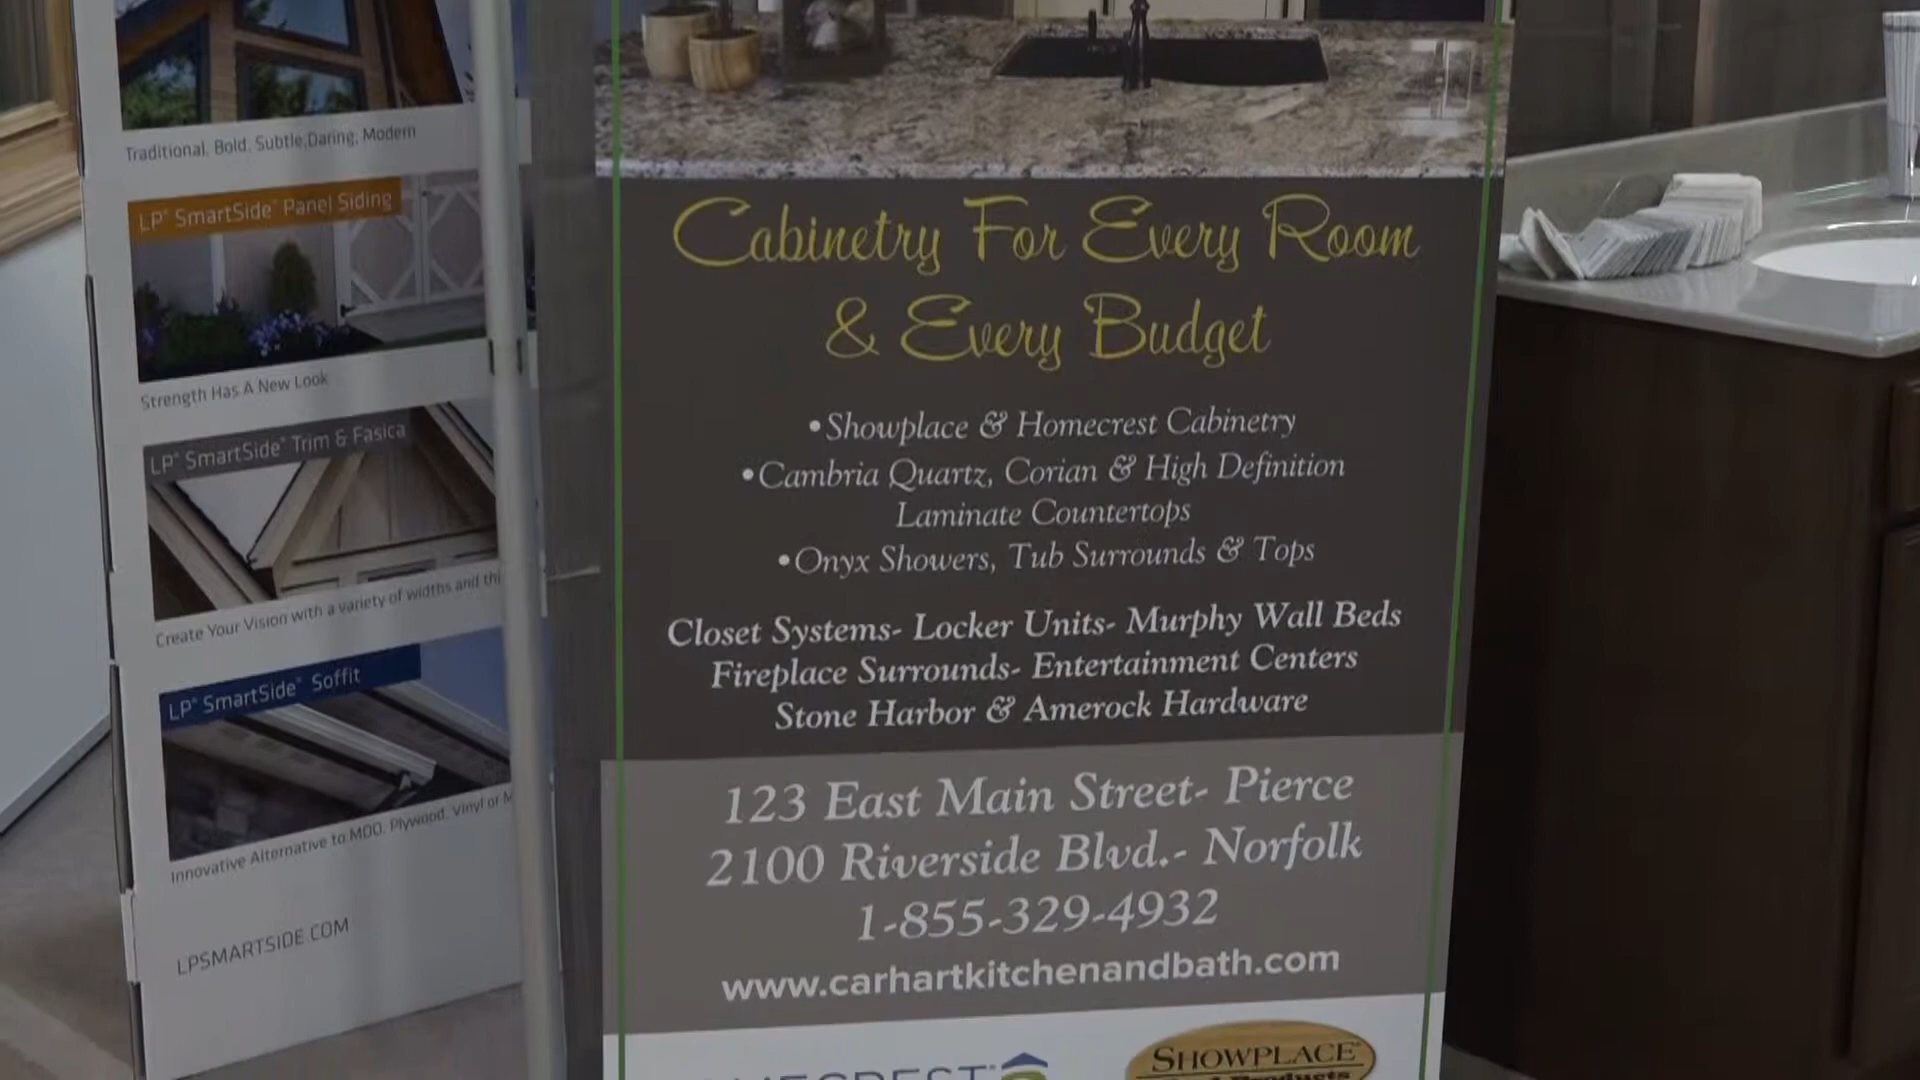 Traditional, Bold, Subtle,Daring, Modern
LP® SmartSide™ Panel Siding
Strength Has A New Look
LP® SmartSide™ Trim & Fasica
Create Your Vision with a variety of widths and
LP® SmartSide™ Soffit
Innovative Alternative to MDO, Plywood, Vinyl or
LPSMARTSIDE.COM
Cabinetry For Every Room
& Every Budget
•Showplace & Homecrest Cabinetry
•Cambria Quartz, Corian & High Definition
Laminate Countertops
•Onyx Showers, Tub Surrounds & Tops
Closet Systems- Locker Units- Murphy Wall Beds
Fireplace Surrounds- Entertainment Centers
Stone Harbor & Amerock Hardware
123 East Main Street- Pierce
2100 Riverside Blvd.- Norfolk
1-855-329-4932
www.carhartkitchenandbath.com
SHOWPLACE